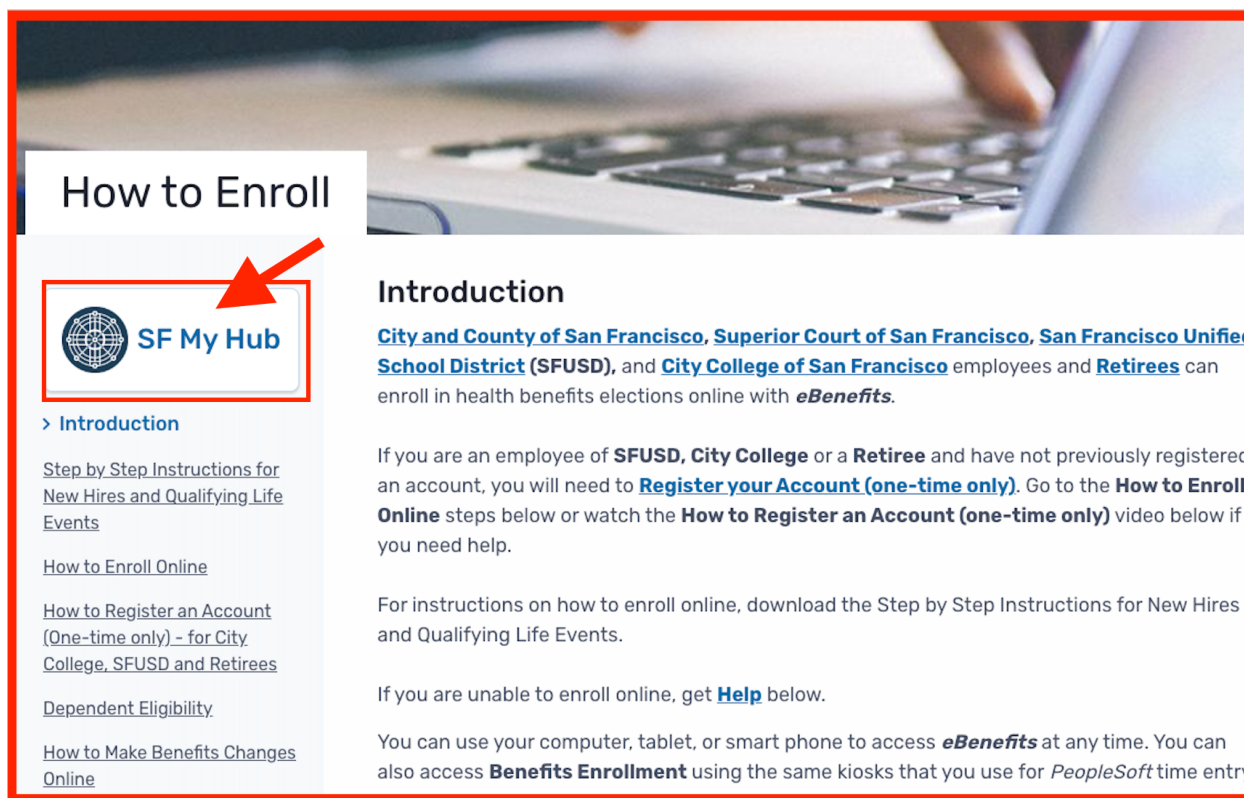 How to Enroll
SF My Hub
> Introduction
Step by Step Instructions for
New Hires and Qualifying Life
Events
How to Enroll Online
How to Register an Account
(One-time only) - for City
College, SFUSD and Retirees
Dependent Eligibility
How to Make Benefits Changes
Online
Introduction
City and County of San Francisco, Superior Court of San Francisco, San Francisco Unified
School District (SFUSD), and City College of San Francisco employees and Retirees can
enroll in health benefits elections online with eBenefits.
If you are an employee of SFUSD, City College or a Retiree and have not previously registered
an account, you will need to Register your Account (one-time only). Go to the How to Enroll
Online steps below or watch the How to Register an Account (one-time only) video below if
you need help.
For instructions on how to enroll online, download the Step by Step Instructions for New Hires
and Qualifying Life Events.
If you are unable to enroll online, get Help below.
You can use your computer, tablet, or smart phone to access eBenefits at any time. You can
also access Benefits Enrollment using the same kiosks that you use for PeopleSoft time entry